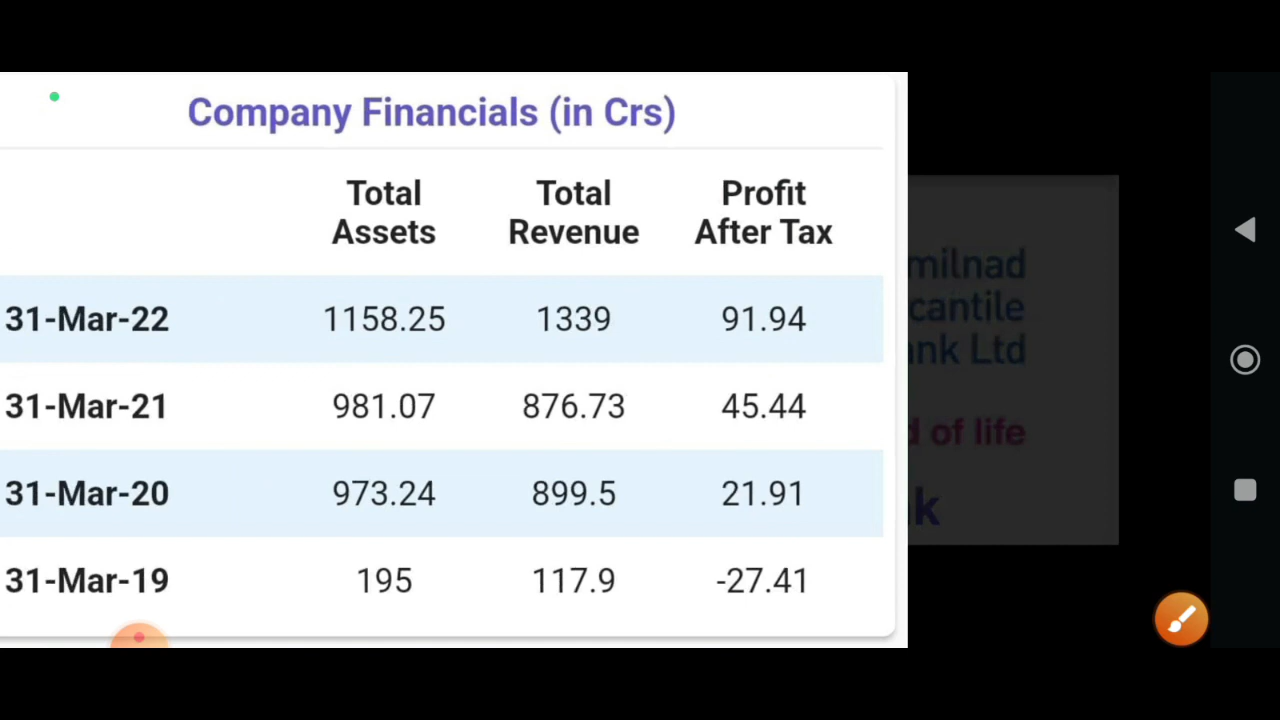 Company Financials (in Crs)
Total Assets Total Revenue Profit After Tax
31-Mar-22 1158.25 1339 91.94
31-Mar-21 981.07 876.73 45.44
31-Mar-20 973.24 899.5 21.91
31-Mar-19 195 117.9 -27.41
milnad
cantile
nk Ltd
d of life
k